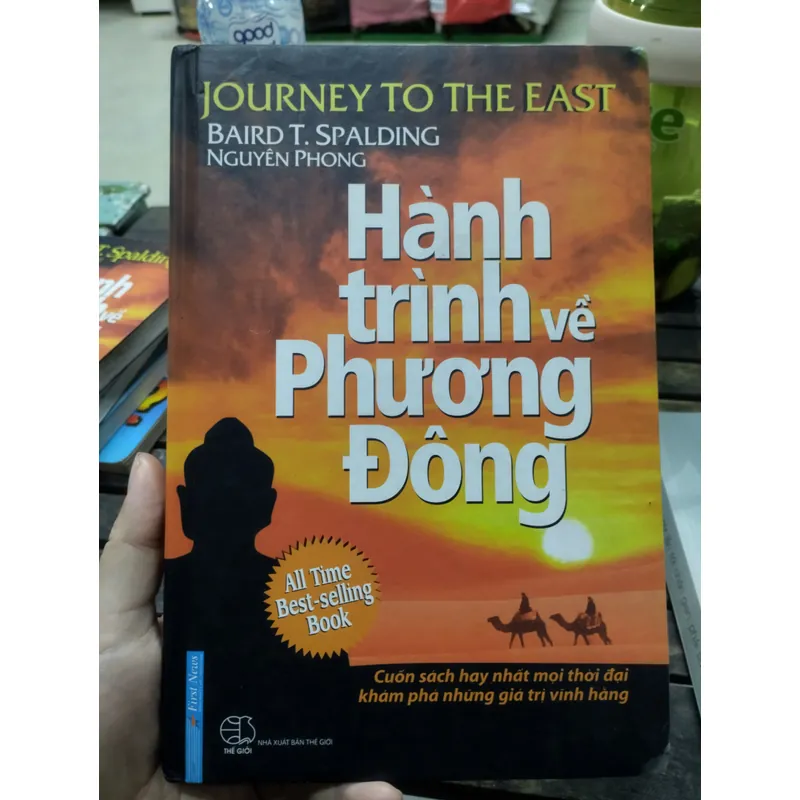 good
JOURNEY TO THE EAST
BAIRD T. SPALDING
NGUYÊN PHONG
Hành
trình về
Phương
Đông
All Time
Best-selling
Book
Cuốn sách hay nhất mọi thời đại
khám phá những giá trị vĩnh hằng
First News
THẾ GIỚI
NHÀ XUẤT BẢN THẾ GIỚI
T. Spalding